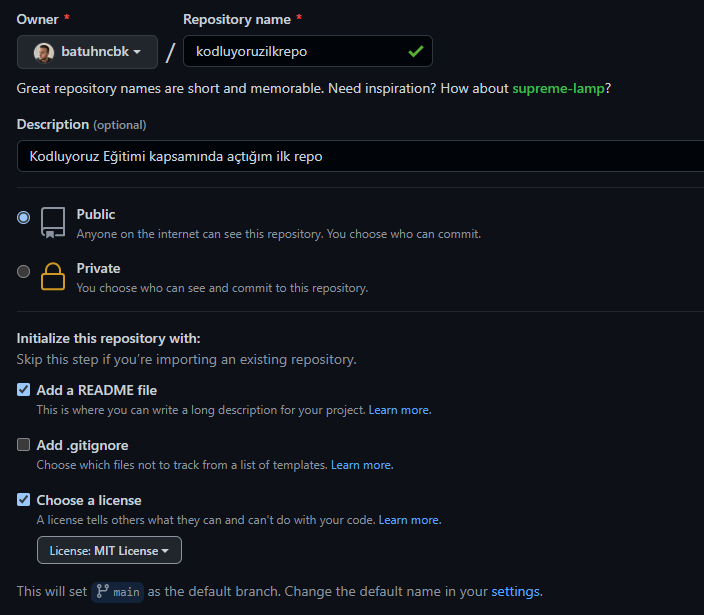 Owner * Repository name *
batuhncbk / kodluyoruzilkrepo
Great repository names are short and memorable. Need inspiration? How about supreme-lamp?
Description (optional)
Kodluyoruz Eğitimi kapsamında açtığım ilk repo
Public
Anyone on the internet can see this repository. You choose who can commit.
Private
You choose who can see and commit to this repository.
Initialize this repository with:
Skip this step if you're importing an existing repository.
Add a README file
This is where you can write a long description for your project. Learn more.
Add .gitignore
Choose which files not to track from a list of templates. Learn more.
Choose a license
A license tells others what they can and can't do with your code. Learn more.
License: MIT License
This will set main as the default branch. Change the default name in your settings.